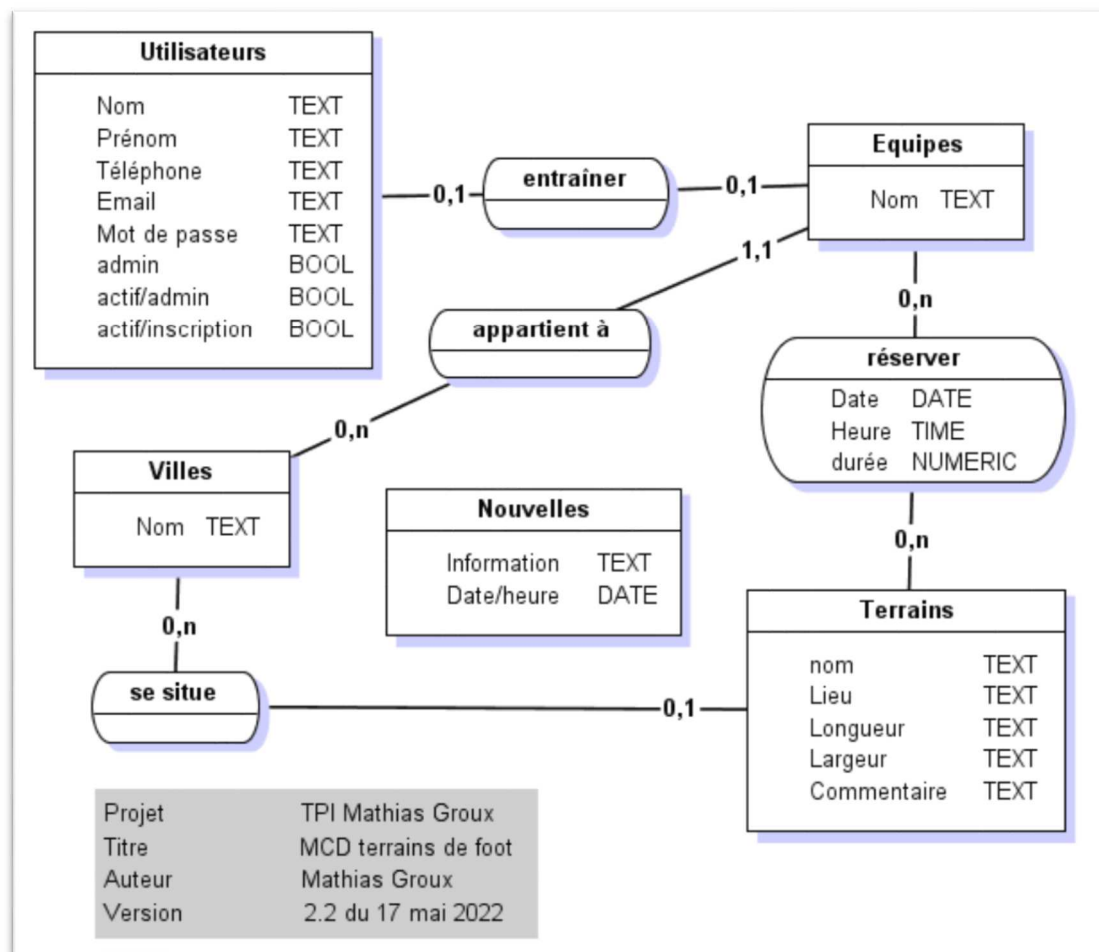 Utilisateurs
Nom TEXT
Prénom TEXT
Téléphone TEXT
Email TEXT
Mot de passe TEXT
admin BOOL
actif/admin BOOL
actif/inscription BOOL
0,1
entraîner
0,1
Equipes
Nom TEXT
1,1
appartient à
0,n
0,n
réserver
Date DATE
Heure TIME
durée NUMERIC
0,n
Villes
Nom TEXT
Nouvelles
Information TEXT
Date/heure DATE
0,n
se situe
0,1
Terrains
nom TEXT
Lieu TEXT
Longueur TEXT
Largeur TEXT
Commentaire TEXT
Projet TPI Mathias Groux
Titre MCD terrains de foot
Auteur Mathias Groux
Version 2.2 du 17 mai 2022